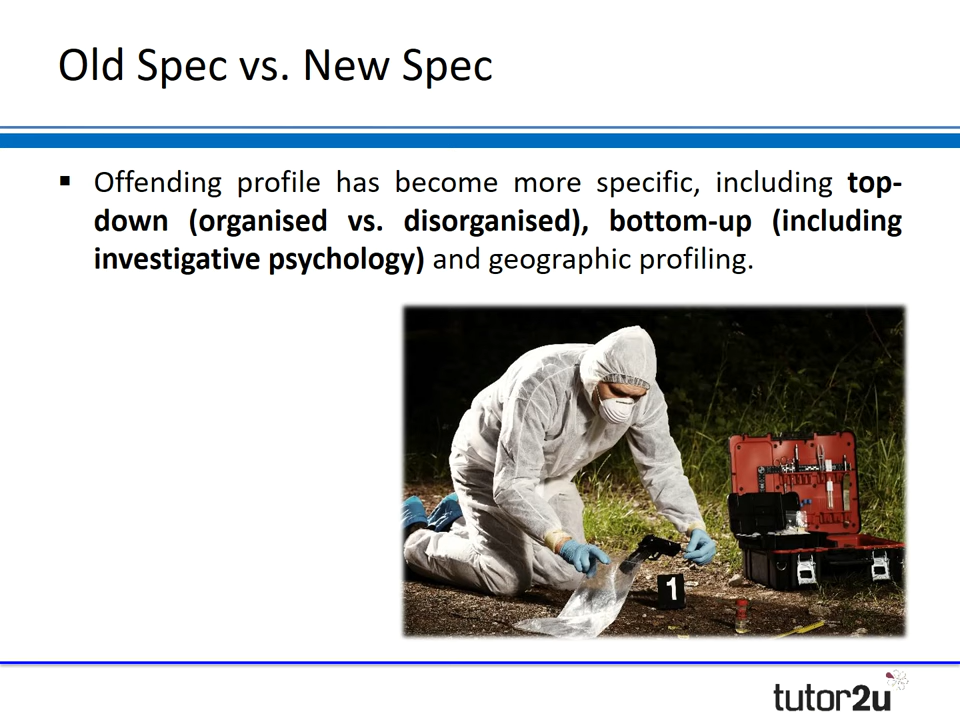 Old Spec vs. New Spec
▪ Offending profile has become more specific, including top-
down (organised vs. disorganised), bottom-up (including
investigative psychology) and geographic profiling.
1
tutor2u